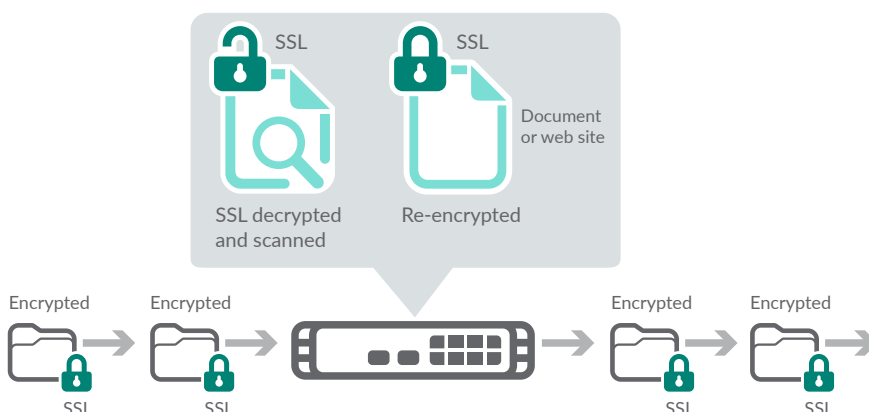 SSL
SSL
Document
or web site
SSL decrypted
and scanned
Re-encrypted
Encrypted
Encrypted
Encrypted
Encrypted
SSL
SSL
SSL
SSL